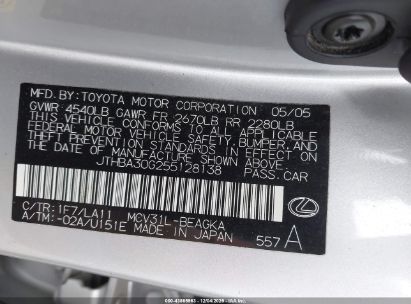 MFD. BY: TOYOTA MOTOR CORPORATION 05/05
GVWR 4540LB GAWR FR 2670LB RR 2280LB
THIS VEHICLE CONFORMS TO ALL APPLICABLE
FEDERAL MOTOR VEHICLE SAFETY, BUMPER, AND
THEFT PREVENTION STANDARDS IN EFFECT ON
THE DATE OF MANUFACTURE SHOWN ABOVE.
JTHBA30G255128138 PASS.CAR
C/TR: 1F7/LA11 MCV31L-BEAGKA
A/TM: -02A/U151E MADE IN JAPAN 557 A